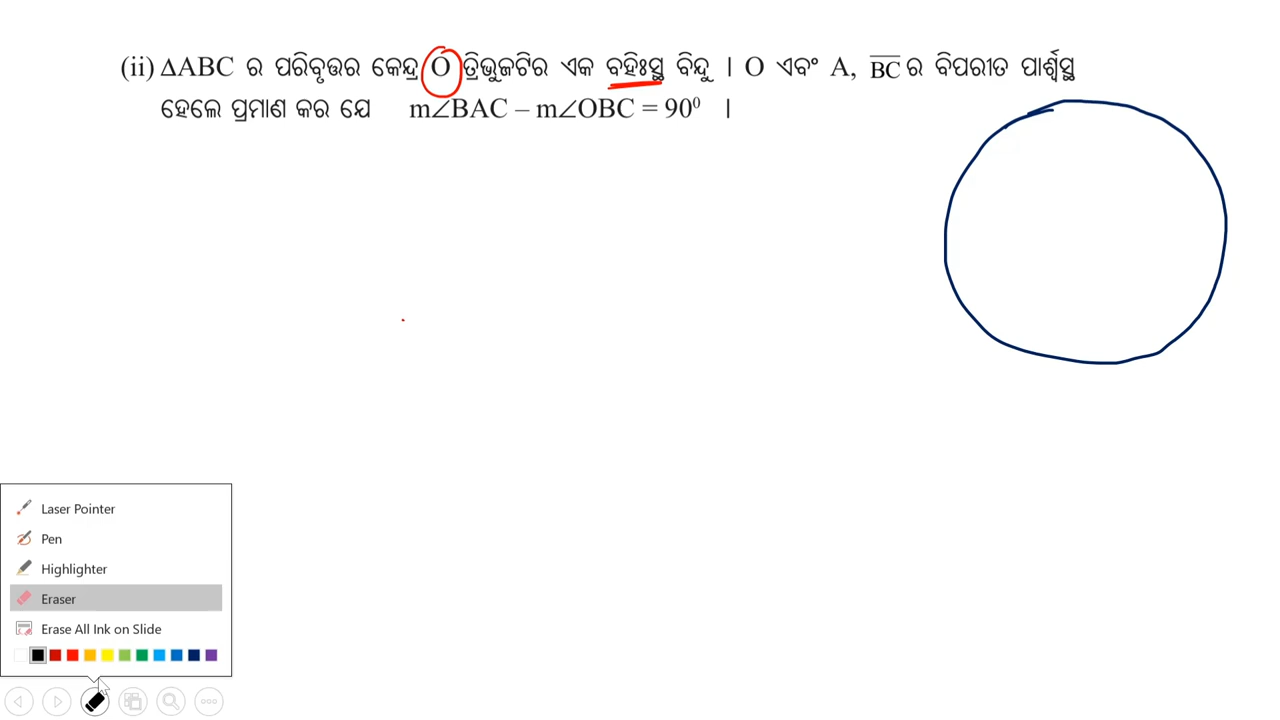 (ii) ΔABC ର ପରିବୃତ୍ତର କେନ୍ଦ୍ର O ତ୍ରିଭୁଜଟିର ଏକ ବହିଃସ୍ଥ ବିନ୍ଦୁ । O ଏବଂ A, BC ର ବିପରୀତ ପାର୍ଶ୍ୱସ୍ଥ
ହେଲେ ପ୍ରମାଣ କର ଯେ m∠BAC – m∠OBC = 90⁰ ।
Laser Pointer
Pen
Highlighter
Eraser
Erase All Ink on Slide